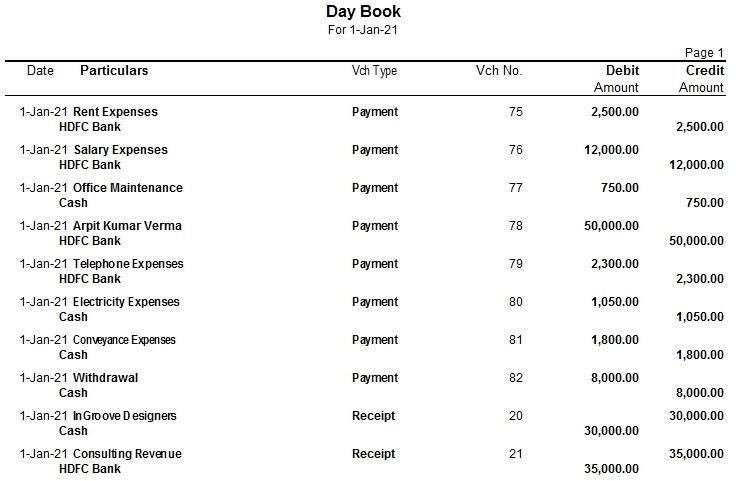 Day Book
For 1-Jan-21
Page 1
Date Particulars Vch Type Vch No. Debit Credit
Amount Amount
1-Jan-21 Rent Expenses Payment 75 2,500.00
HDFC Bank 2,500.00
1-Jan-21 Salary Expenses Payment 76 12,000.00
HDFC Bank 12,000.00
1-Jan-21 Office Maintenance Payment 77 750.00
Cash 750.00
1-Jan-21 Arpit Kumar Verma Payment 78 50,000.00
HDFC Bank 50,000.00
1-Jan-21 Telephone Expenses Payment 79 2,300.00
HDFC Bank 2,300.00
1-Jan-21 Electricity Expenses Payment 80 1,050.00
Cash 1,050.00
1-Jan-21 Conveyance Expenses Payment 81 1,800.00
Cash 1,800.00
1-Jan-21 Withdrawal Payment 82 8,000.00
Cash 8,000.00
1-Jan-21 InGroove Designers Receipt 20 30,000.00
Cash 30,000.00
1-Jan-21 Consulting Revenue Receipt 21 35,000.00
HDFC Bank 35,000.00